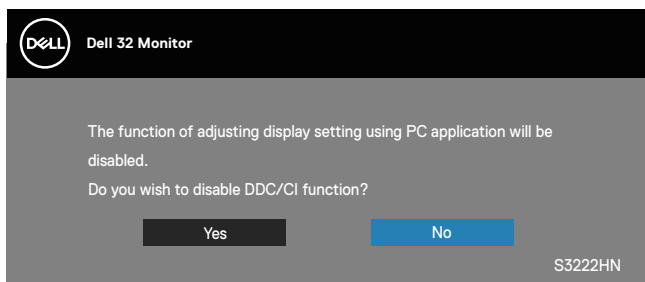 DELL
Dell 32 Monitor
The function of adjusting display setting using PC application will be
disabled.
Do you wish to disable DDC/CI function?
Yes
No
S3222HN